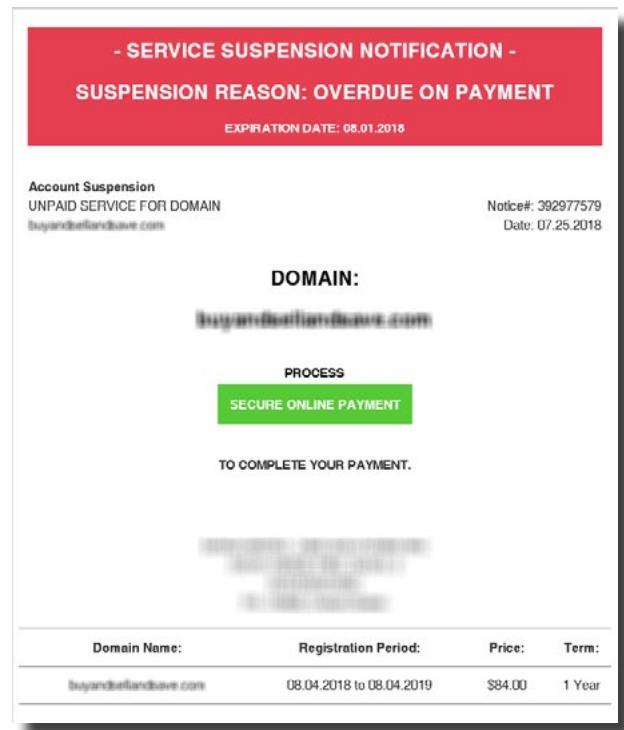 - SERVICE SUSPENSION NOTIFICATION -
SUSPENSION REASON: OVERDUE ON PAYMENT
EXPIRATION DATE: 08.01.2018
Account Suspension
UNPAID SERVICE FOR DOMAIN
Notice#: 392977579
Date: 07.25.2018
DOMAIN:
PROCESS
SECURE ONLINE PAYMENT
TO COMPLETE YOUR PAYMENT.
Domain Name: Registration Period: Price: Term:
08.04.2018 to 08.04.2019 $84.00 1 Year